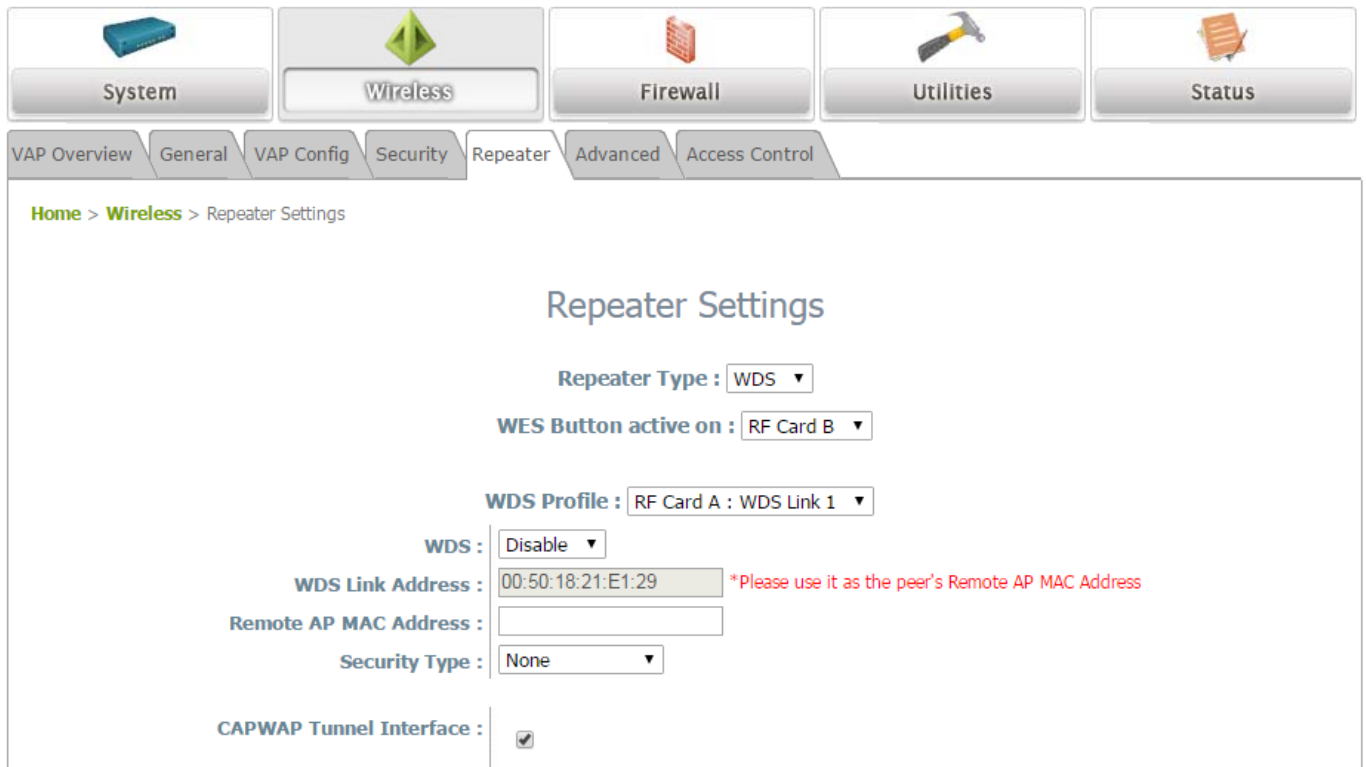 System Wireless Firewall Utilities Status
VAP Overview General VAP Config Security Repeater Advanced Access Control
Home > Wireless > Repeater Settings
Repeater Settings
Repeater Type : WDS
WES Button active on : RF Card B
WDS Profile : RF Card A : WDS Link 1
WDS : Disable
WDS Link Address : 00:50:18:21:E1:29 *Please use it as the peer's Remote AP MAC Address
Remote AP MAC Address :
Security Type : None
CAPWAP Tunnel Interface :